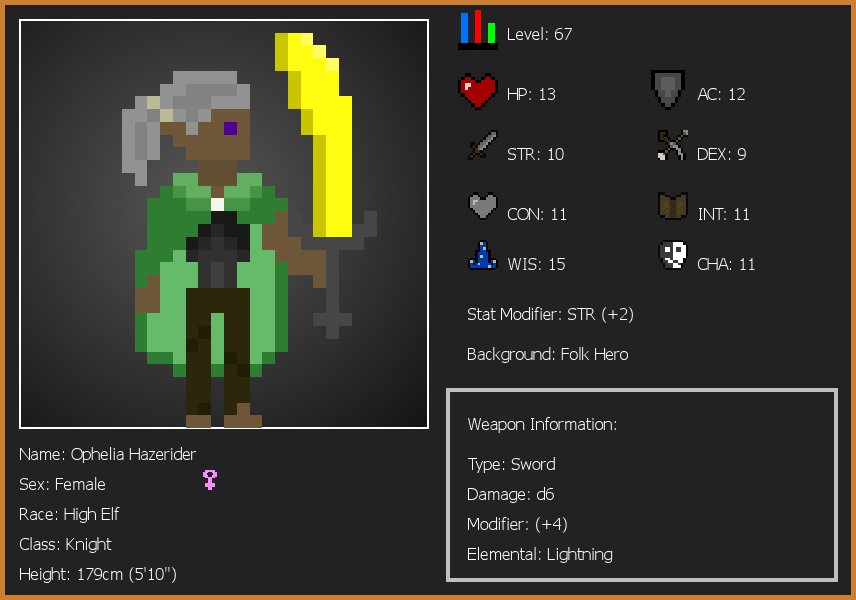 Level: 67
HP: 13
AC: 12
STR: 10
DEX: 9
CON: 11
INT: 11
WIS: 15
CHA: 11
Stat Modifier: STR (+2)
Background: Folk Hero
Weapon Information:
Type: Sword
Damage: d6
Modifier: (+4)
Elemental: Lightning
Name: Ophelia Hazerider
Sex: Female
Race: High Elf
Class: Knight
Height: 179cm (5'10")